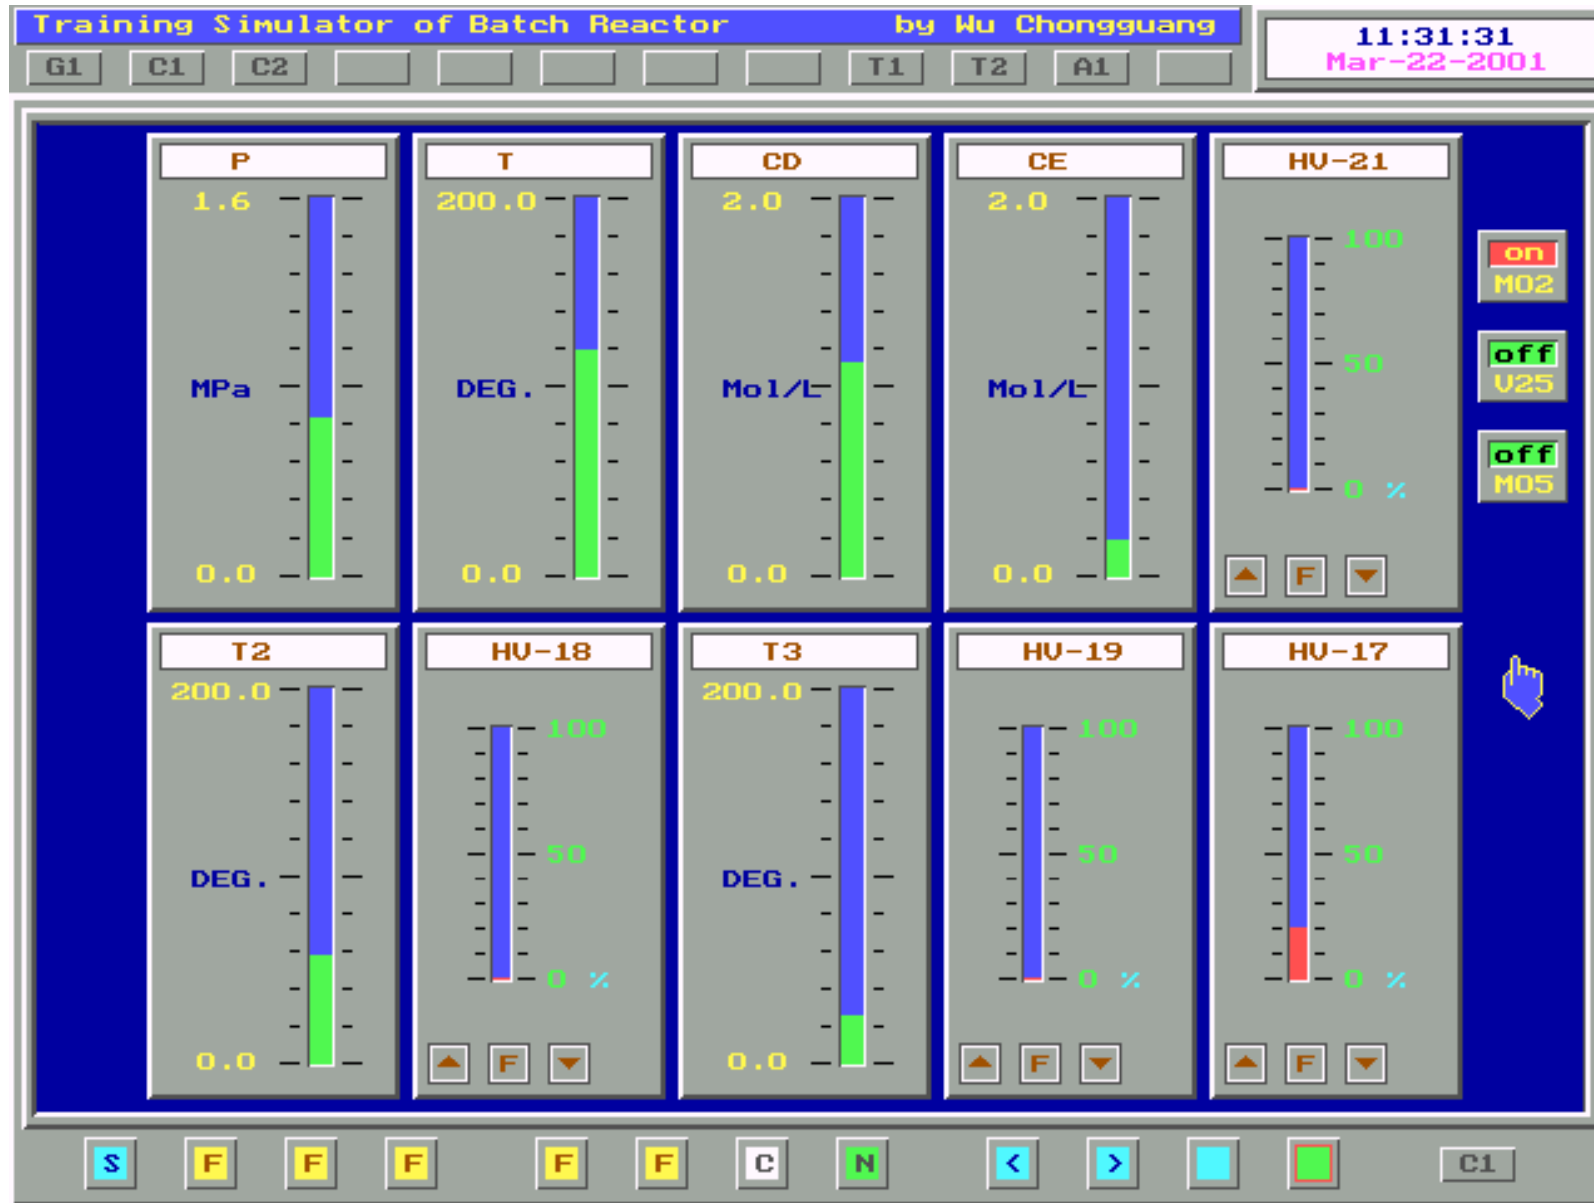 Training Simulator of Batch Reactor by Wu Chongguang
11:31:31
Mar-22-2001
G1 C1 C2 T1 T2 A1
P T CD CE HV-21
1.6 200.0 2.0 2.0
100
on
MO2
50
off
V25
MPa DEG. Mol/L Mol/L
off
MO5
0 %
0.0 0.0 0.0 0.0
F
T2 HV-18 T3 HV-19 HV-17
200.0 200.0
100 100 100
50 50 50
DEG. DEG.
0 % 0 % 0 %
0.0 0.0
F F F
S F F F F F C N < > C1